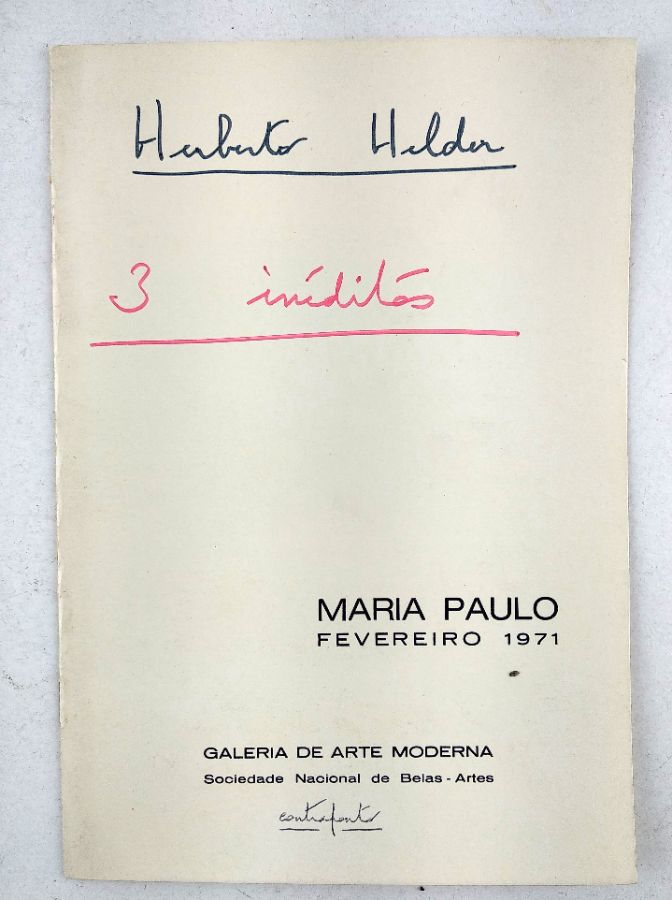 Herberto Helder
3 inéditos
MARIA PAULO
FEVEREIRO 1971
GALERIA DE ARTE MODERNA
Sociedade Nacional de Belas-Artes
contraponto